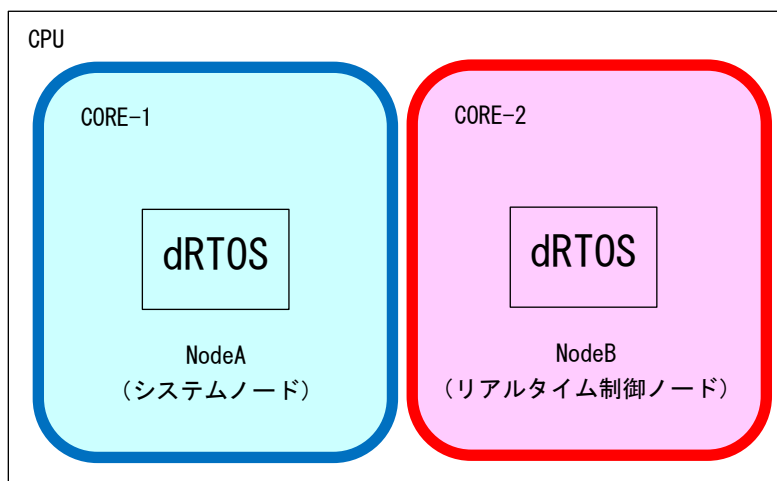 CPU
CORE-1
dRTOS
NodeA
(システムノード)
CORE-2
dRTOS
NodeB
(リアルタイム制御ノード)